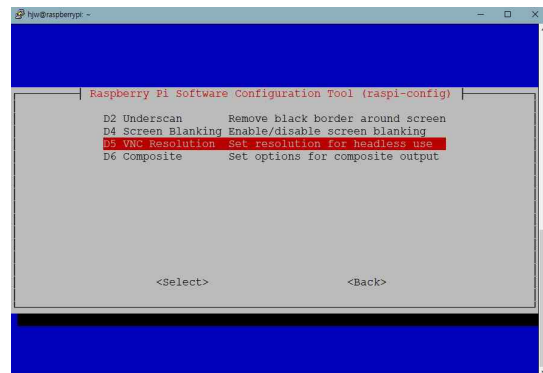 hjw@raspberrypi: ~
Raspberry Pi Software Configuration Tool (raspi-config)
D2 Underscan Remove black border around screen
D4 Screen Blanking Enable/disable screen blanking
D5 VNC Resolution Set resolution for headless use
D6 Composite Set options for composite output
<Select> <Back>